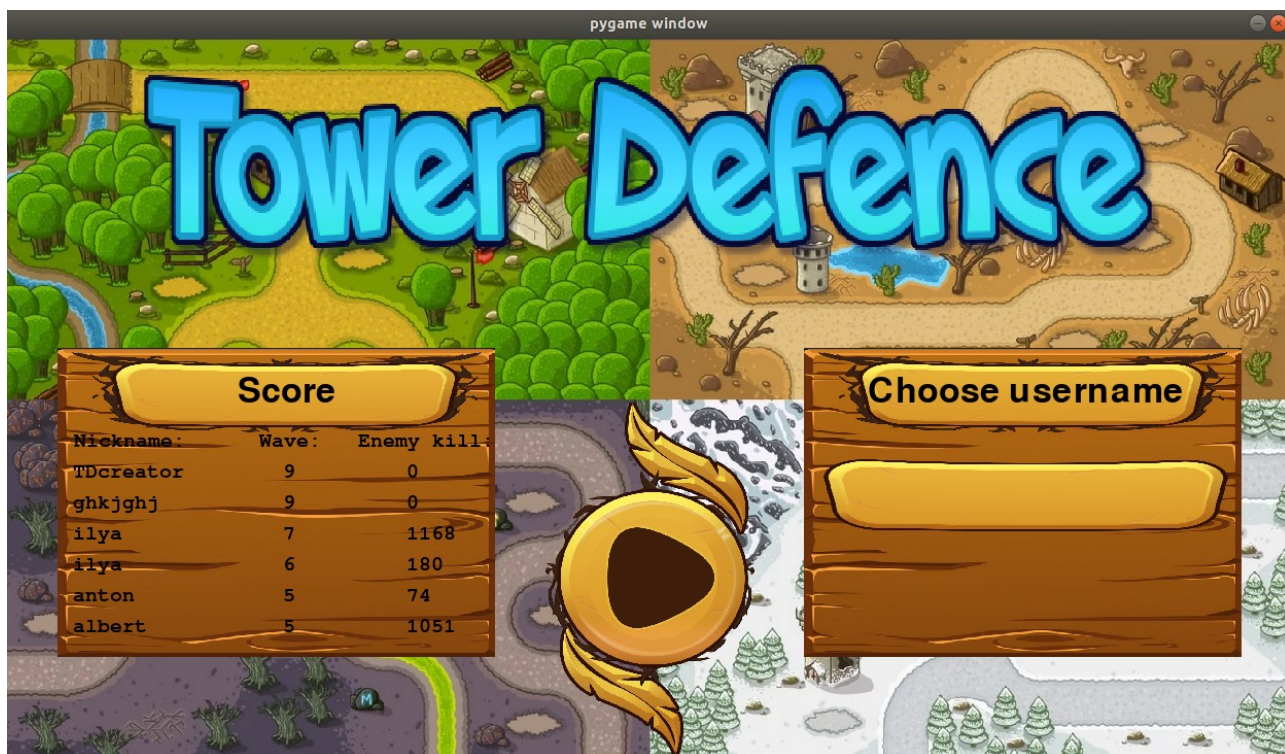 pygame window
Tower Defence
Score
Nickname: Wave: Enemy kill:
TDcreator 9 0
ghkjghj 9 0
ilya 7 1168
ilya 6 180
anton 5 74
albert 5 1051
Choose username
M